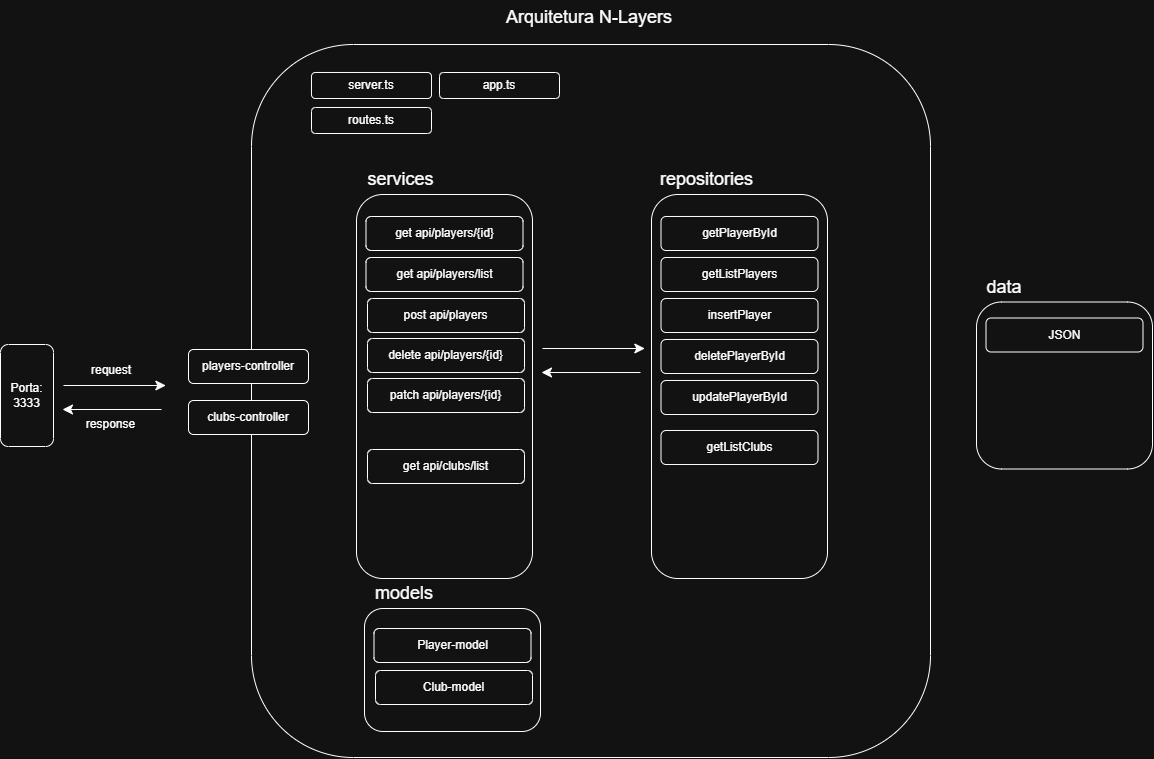 Arquitetura N-Layers
server.ts
app.ts
routes.ts
services
get api/players/{id}
get api/players/list
post api/players
delete api/players/{id}
patch api/players/{id}
get api/clubs/list
repositories
getPlayerById
getListPlayers
insertPlayer
deletePlayerById
updatePlayerById
getListClubs
data
JSON
Porta:
3333
request
response
players-controller
clubs-controller
models
Player-model
Club-model